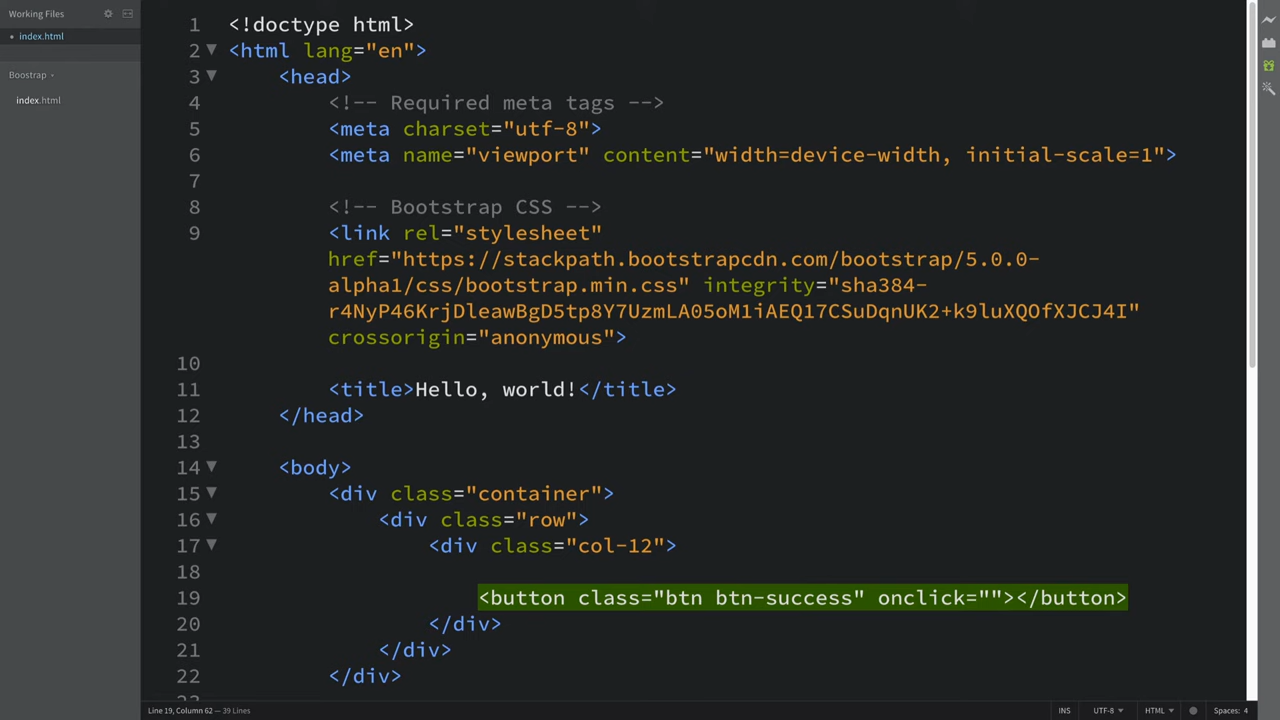 Working Files
index.html
Boostrap
index.html
1 <!doctype html>
2 <html lang="en">
3 <head>
4 <!-- Required meta tags -->
5 <meta charset="utf-8">
6 <meta name="viewport" content="width=device-width, initial-scale=1">
7
8 <!-- Bootstrap CSS -->
9 <link rel="stylesheet"
href="https://stackpath.bootstrapcdn.com/bootstrap/5.0.0-
alpha1/css/bootstrap.min.css" integrity="sha384-
r4NyP46KrjDleawBgD5tp8Y7UzmLA05oM1iAEQ17CSuDqnUK2+k9luXQOfXJCJ4I"
crossorigin="anonymous">
10
11 <title>Hello, world!</title>
12 </head>
13
14 <body>
15 <div class="container">
16 <div class="row">
17 <div class="col-12">
18
19 <button class="btn btn-success" onclick=""></button>
20 </div>
21 </div>
22 </div>
Line 19, Column 62 — 39 Lines
INS
UTF-8
HTML
Spaces: 4